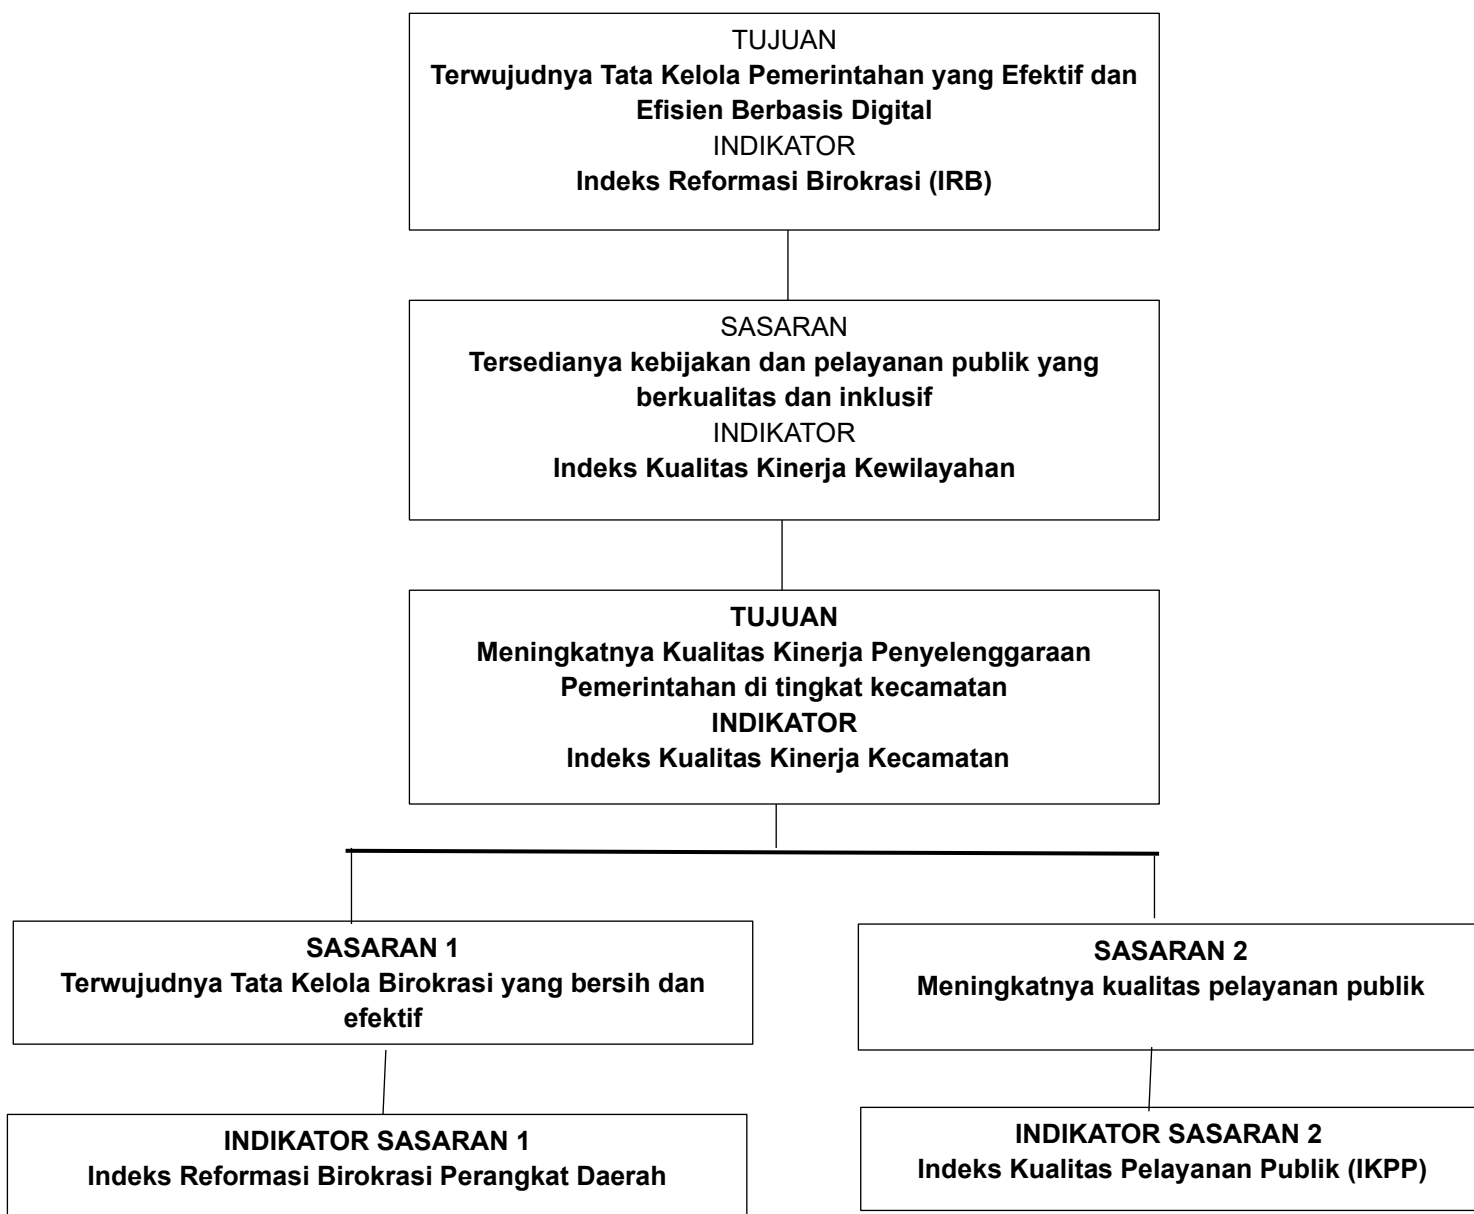 TUJUAN
Terwujudnya Tata Kelola Pemerintahan yang Efektif dan
Efisien Berbasis Digital
INDIKATOR
Indeks Reformasi Birokrasi (IRB)
SASARAN
Tersedianya kebijakan dan pelayanan publik yang
berkualitas dan inklusif
INDIKATOR
Indeks Kualitas Kinerja Kewilayahan
TUJUAN
Meningkatnya Kualitas Kinerja Penyelenggaraan
Pemerintahan di tingkat kecamatan
INDIKATOR
Indeks Kualitas Kinerja Kecamatan
SASARAN 1
Terwujudnya Tata Kelola Birokrasi yang bersih dan
efektif
SASARAN 2
Meningkatnya kualitas pelayanan publik
INDIKATOR SASARAN 1
Indeks Reformasi Birokrasi Perangkat Daerah
INDIKATOR SASARAN 2
Indeks Kualitas Pelayanan Publik (IKPP)